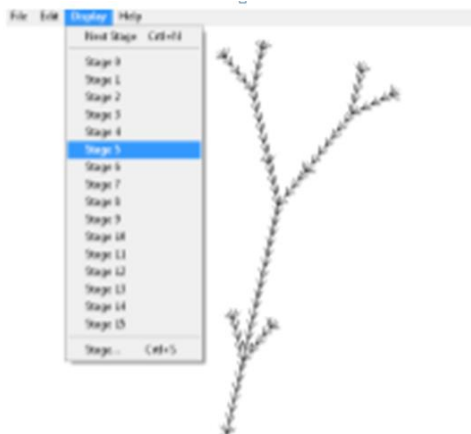 File Edit Display Help
Next Stage Ctrl+N
Stage 0
Stage 1
Stage 2
Stage 3
Stage 4
Stage 5
Stage 6
Stage 7
Stage 8
Stage 9
Stage 10
Stage 11
Stage 12
Stage 13
Stage 14
Stage 15
Stage... Ctrl+S